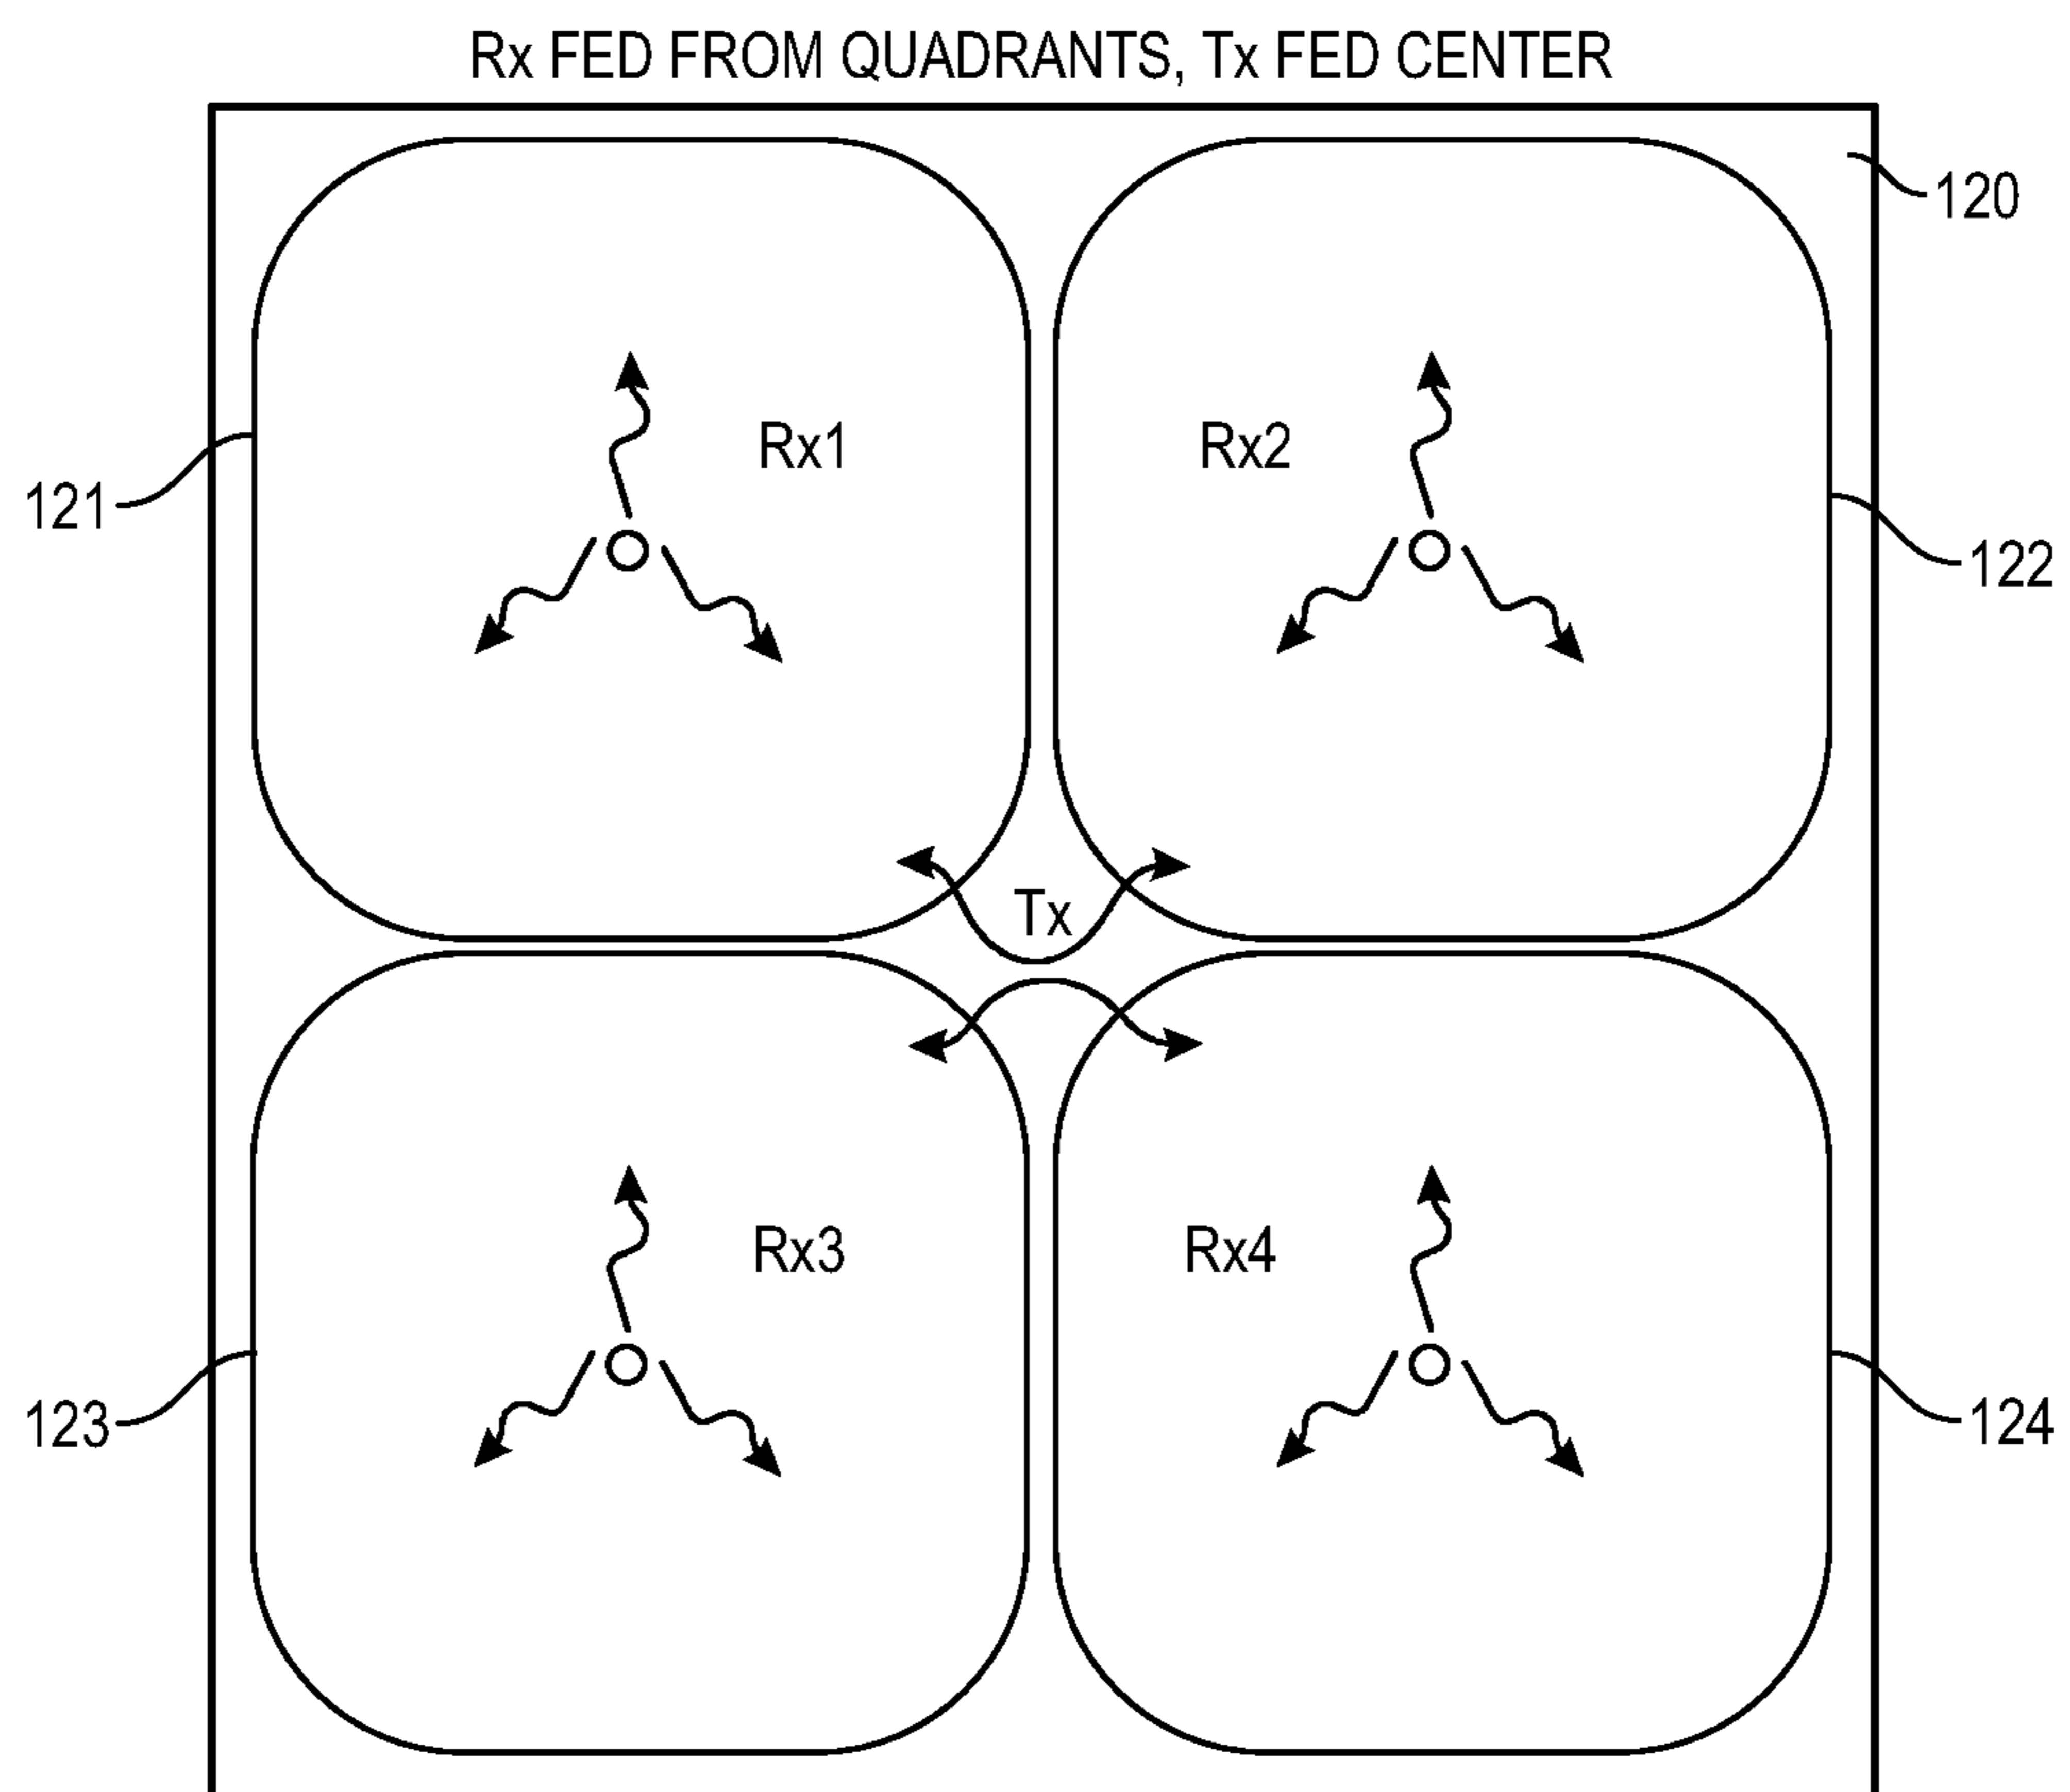 Rx FED FROM QUADRANTS, Tx FED CENTER
120
Rx1
Rx2
121
122
Tx
Rx3
Rx4
123
124